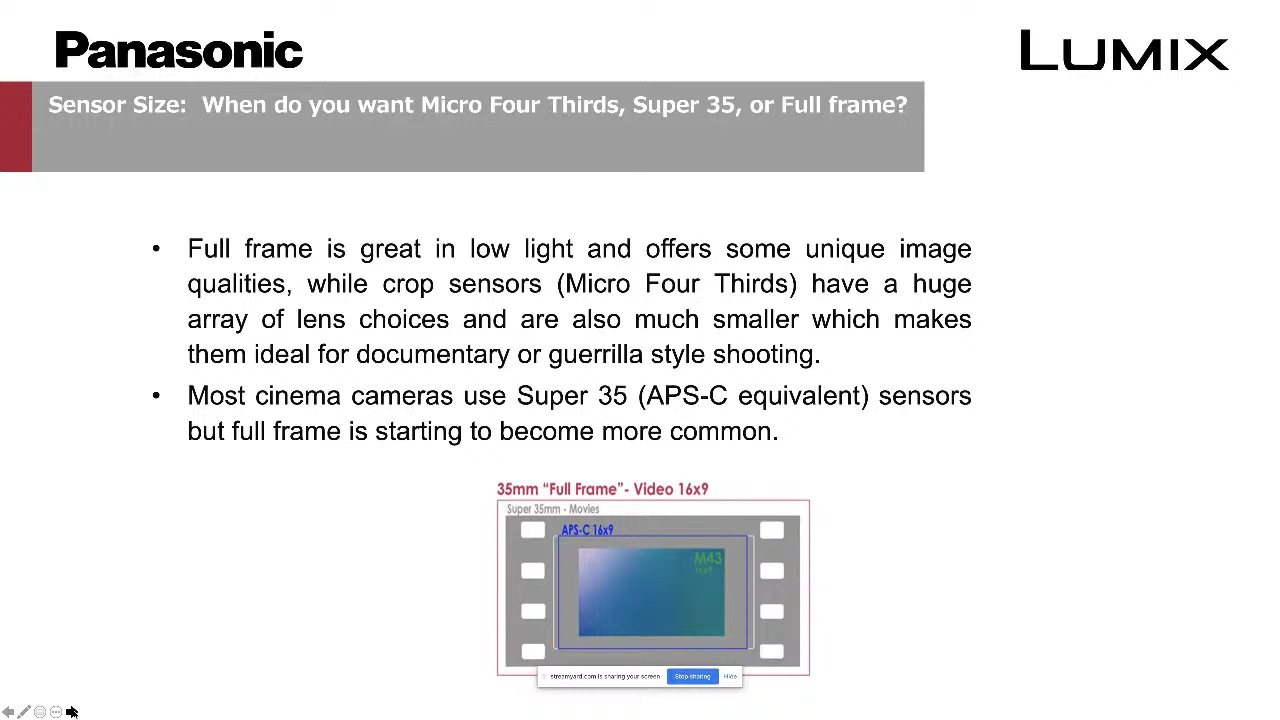 Panasonic
LUMIX
Sensor Size: When do you want Micro Four Thirds, Super 35, or Full frame?
• Full frame is great in low light and offers some unique image
qualities, while crop sensors (Micro Four Thirds) have a huge
array of lens choices and are also much smaller which makes
them ideal for documentary or guerrilla style shooting.
• Most cinema cameras use Super 35 (APS-C equivalent) sensors
but full frame is starting to become more common.
35mm “Full Frame”- Video 16x9
Super 35mm - Movies
APS-C 16x9
M43
16x9
streamyard.com is sharing your screen
Stop sharing
Hide